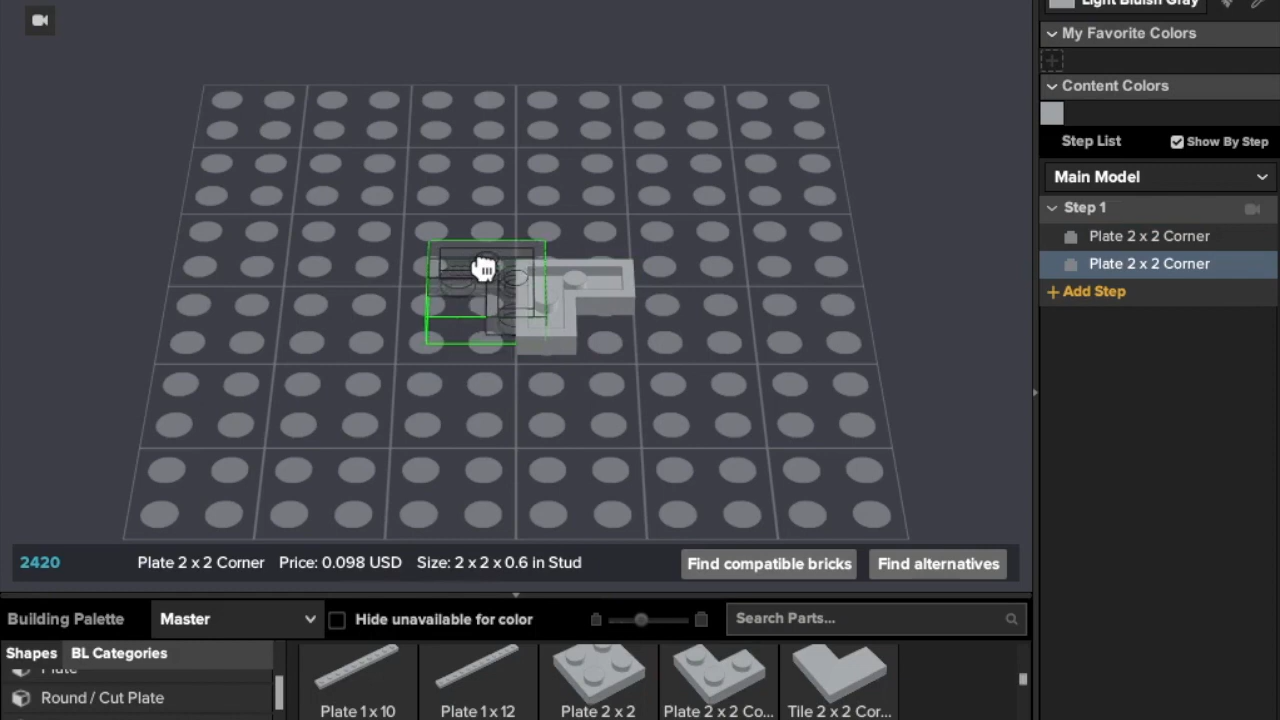 Light Bluish Gray
My Favorite Colors
Content Colors
Step List Show By Step
Main Model
Step 1
Plate 2 x 2 Corner
Plate 2 x 2 Corner
+ Add Step
2420 Plate 2 x 2 Corner Price: 0.098 USD Size: 2 x 2 x 0.6 in Stud Find compatible bricks Find alternatives
Building Palette Master Hide unavailable for color Search Parts...
Shapes BL Categories
Plate
Round / Cut Plate
Plate 1 x 10 Plate 1 x 12 Plate 2 x 2 Plate 2 x 2 Co... Tile 2 x 2 Cor...